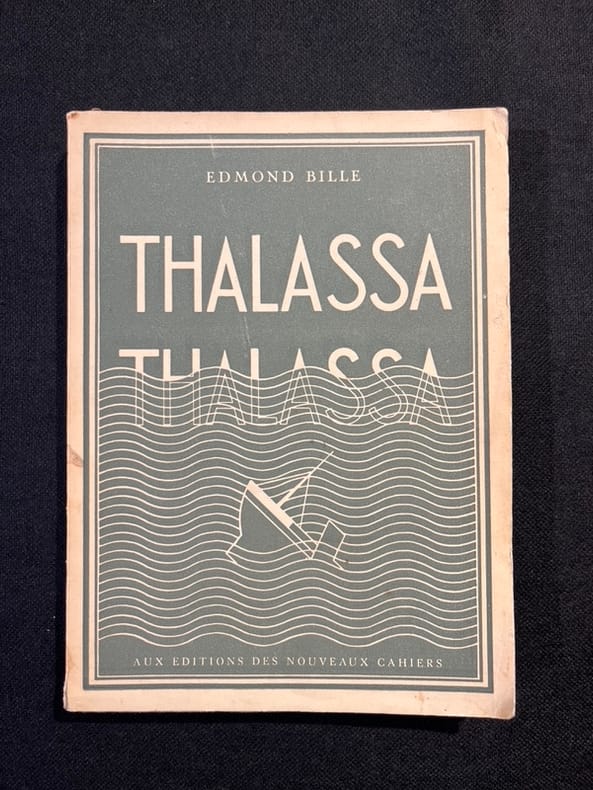 EDMOND BILLE
THALASSA
THALASSA
AUX EDITIONS DES NOUVEAUX CAHIERS